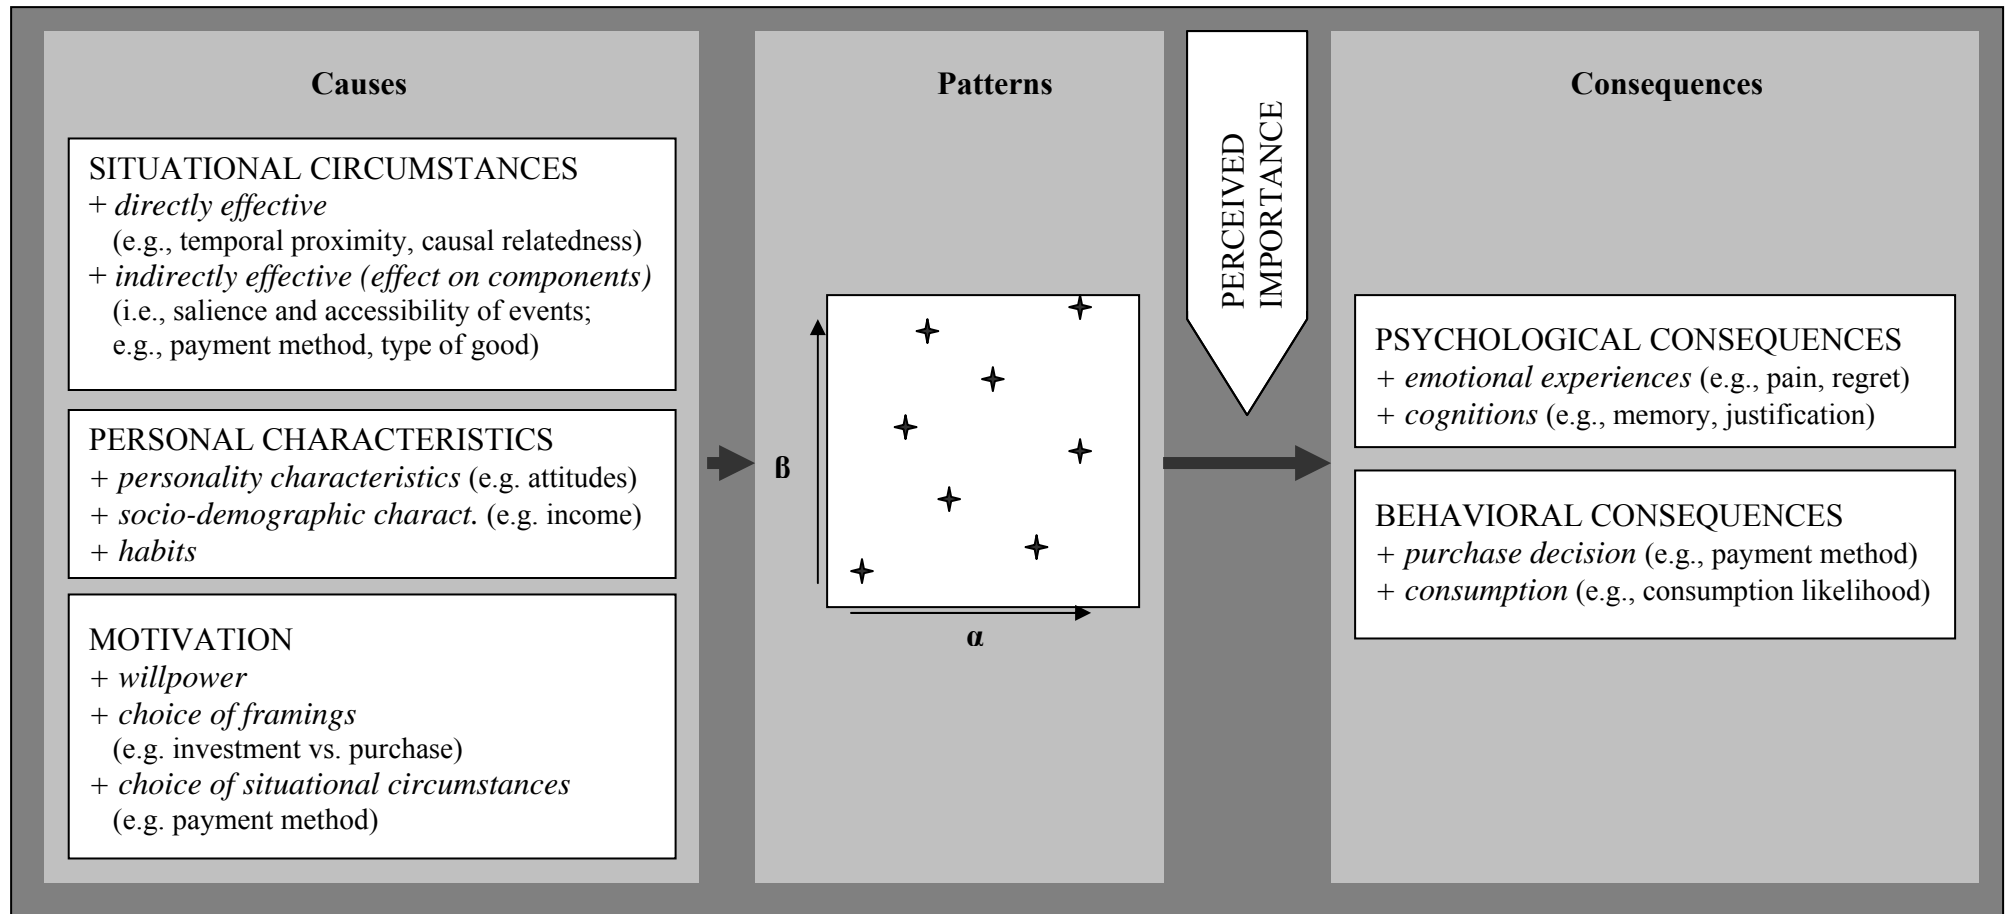 Causes
SITUATIONAL CIRCUMSTANCES
+ directly effective
(e.g., temporal proximity, causal relatedness)
+ indirectly effective (effect on components)
(i.e., salience and accessibility of events;
e.g., payment method, type of good)
PERSONAL CHARACTERISTICS
+ personality characteristics (e.g. attitudes)
+ socio-demographic charact. (e.g. income)
+ habits
MOTIVATION
+ willpower
+ choice of framings
(e.g. investment vs. purchase)
+ choice of situational circumstances
(e.g. payment method)
Patterns
β
α
PERCEIVED
IMPORTANCE
Consequences
PSYCHOLOGICAL CONSEQUENCES
+ emotional experiences (e.g., pain, regret)
+ cognitions (e.g., memory, justification)
BEHAVIORAL CONSEQUENCES
+ purchase decision (e.g., payment method)
+ consumption (e.g., consumption likelihood)